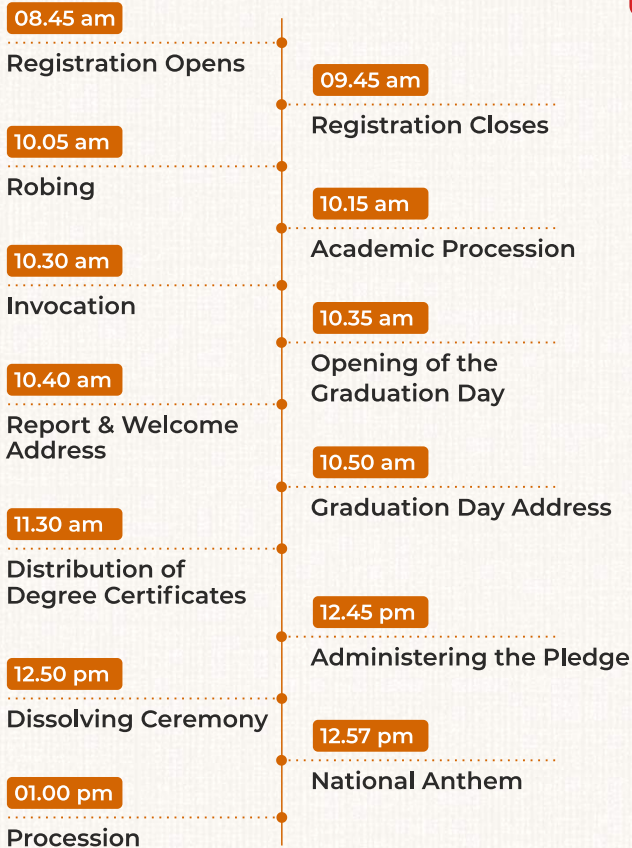 08.45 am
Registration Opens
09.45 am
Registration Closes
10.05 am
Robing
10.15 am
Academic Procession
10.30 am
Invocation
10.35 am
Opening of the
Graduation Day
10.40 am
Report & Welcome
Address
10.50 am
Graduation Day Address
11.30 am
Distribution of
Degree Certificates
12.45 pm
Administering the Pledge
12.50 pm
Dissolving Ceremony
12.57 pm
National Anthem
01.00 pm
Procession